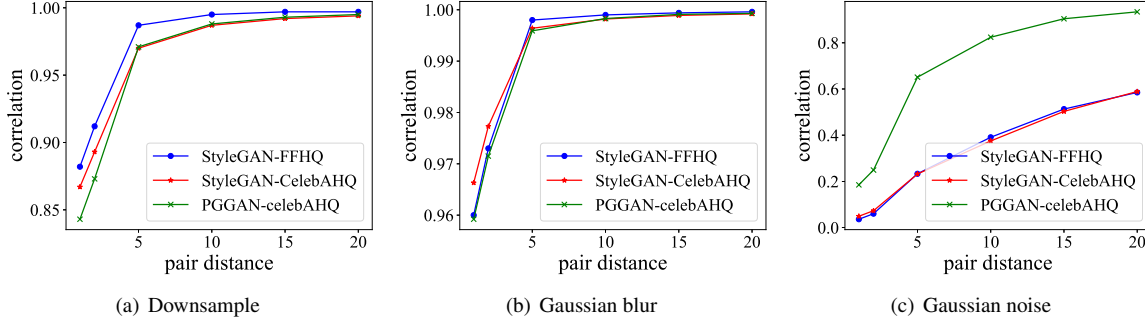 1.00
0.95
0.90
0.85
correlation
StyleGAN-FFHQ
StyleGAN-CelebAHQ
PGGAN-celebAHQ
5 10 15 20
pair distance
(a) Downsample
1.00
0.99
0.98
0.97
0.96
correlation
StyleGAN-FFHQ
StyleGAN-CelebAHQ
PGGAN-celebAHQ
5 10 15 20
pair distance
(b) Gaussian blur
0.8
0.6
0.4
0.2
0.0
correlation
StyleGAN-FFHQ
StyleGAN-CelebAHQ
PGGAN-celebAHQ
5 10 15 20
pair distance
(c) Gaussian noise